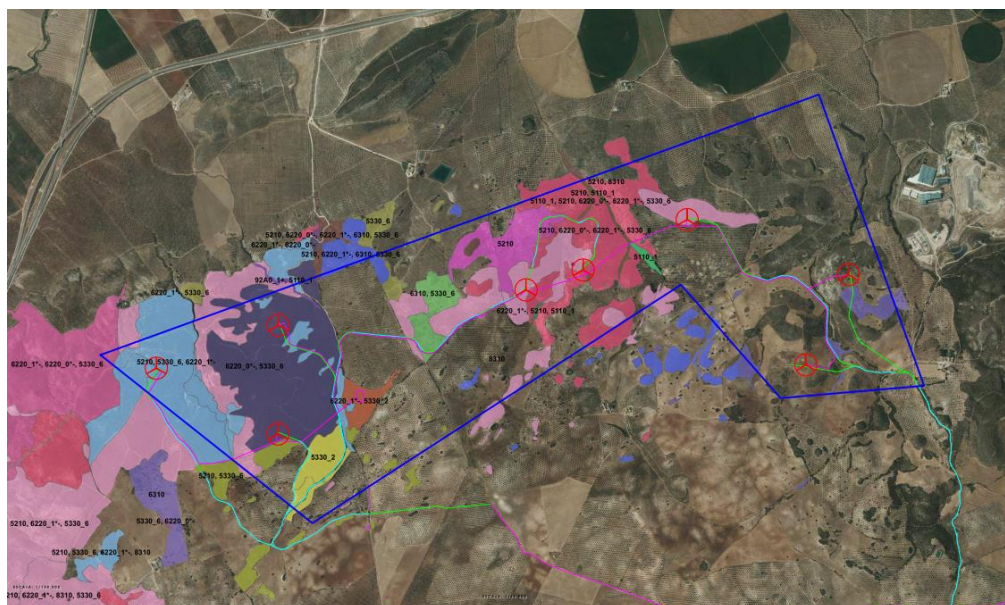 5210, 8310
5210, 5110_1
5110_1, 5210, 6220_0*-, 6220_1*-, 5330_6
5330_6
5210, 6220_0*-, 6220_1*-, 6310, 5330_6
5210, 6220_0*-, 6220_1*-, 5330_6
6220_1*-, 6220_0*-
5210
5210, 6220_1*-, 6310, 5330_6
5110_1
6220_1*-, 5330_6
6310, 5330_6
6220_1*-, 5210, 5110_1
5210, 5330_6, 6220_1*-
8310
6220_1*-, 6220_0*-, 5330_6
6220_0*-, 5330_6
6220_1*-, 5330_2
5330_2
5210, 5330_6
6310
5210, 6220_1*-, 5330_6
5330_6, 6220_0*-
5210, 5330_6, 6220_1*-, 8310
5210, 6220_4*-, 8310, 5330_6